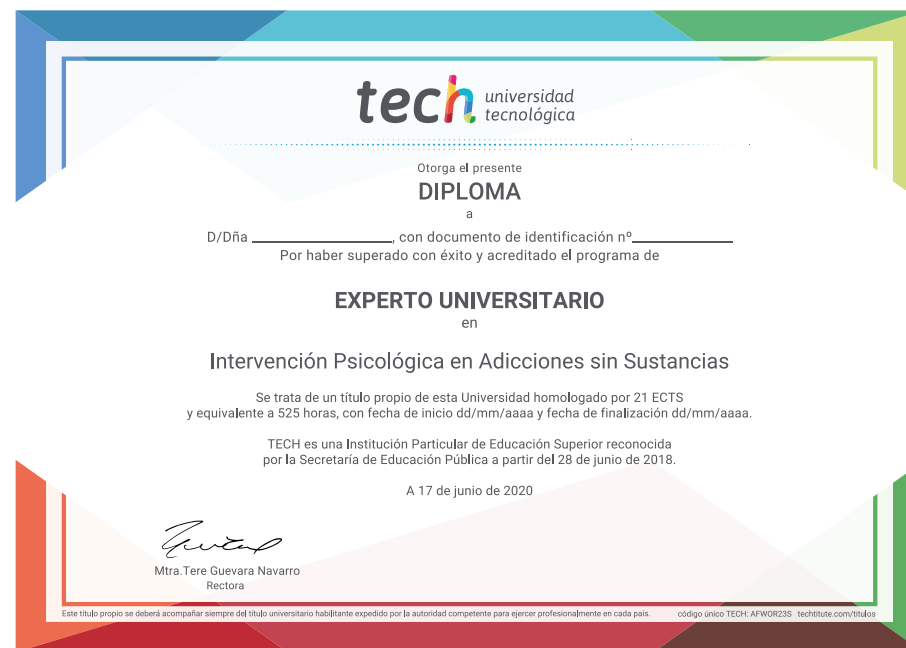 tech universidad
tecnológica
Otorga el presente
DIPLOMA
a
D/Dña ____________________, con documento de identificación nº______________
Por haber superado con éxito y acreditado el programa de
EXPERTO UNIVERSITARIO
en
Intervención Psicológica en Adicciones sin Sustancias
Se trata de un título propio de esta Universidad homologado por 21 ECTS
y equivalente a 525 horas, con fecha de inicio dd/mm/aaaa y fecha de finalización dd/mm/aaaa.
TECH es una Institución Particular de Educación Superior reconocida
por la Secretaría de Educación Pública a partir del 28 de junio de 2018.
A 17 de junio de 2020
Mtra.Tere Guevara Navarro
Rectora
Este título propio se deberá acompañar siempre del título universitario habilitante expedido por la autoridad competente para ejercer profesionalmente en cada país. código único TECH: AFWOR23S techtitute.com/titulos